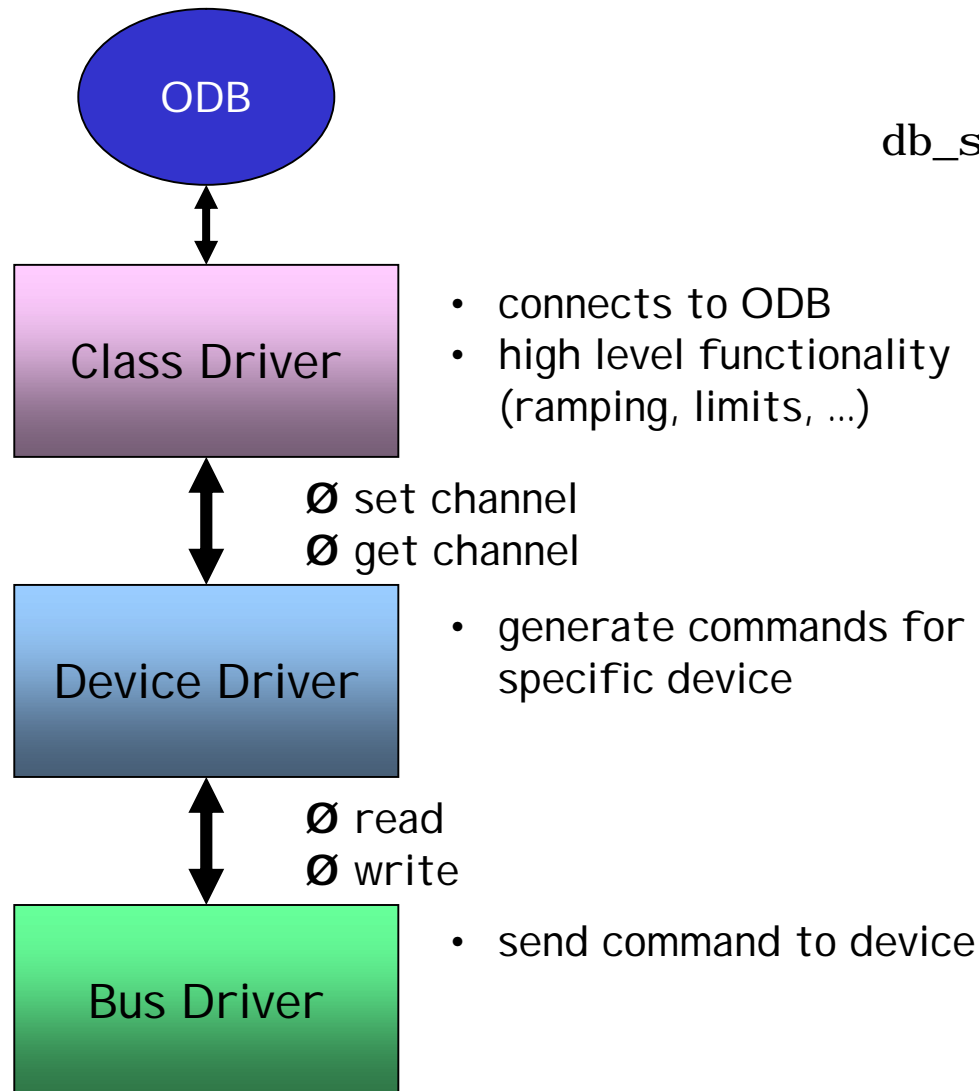 ODB
db_s
Class Driver
• connects to ODB
• high level functionality
(ramping, limits, ...)
Ø set channel
Ø get channel
Device Driver
• generate commands for
specific device
Ø read
Ø write
Bus Driver
• send command to device